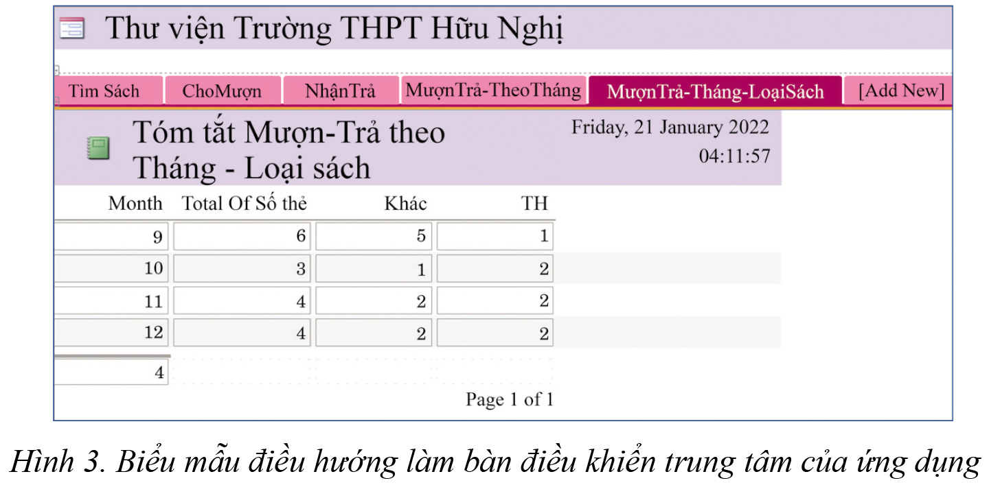 Thư viện Trường THPT Hữu Nghị
Tìm Sách ChoMượn NhậnTrả MượnTrả-TheoTháng MượnTrả-Tháng-LoạiSách [Add New]
Tóm tắt Mượn-Trả theo
Tháng - Loại sách
Friday, 21 January 2022
04:11:57
Month Total Of Số thẻ Khác TH
9 6 5 1
10 3 1 2
11 4 2 2
12 4 2 2
4
Page 1 of 1
Hình 3. Biểu mẫu điều hướng làm bàn điều khiển trung tâm của ứng dụng